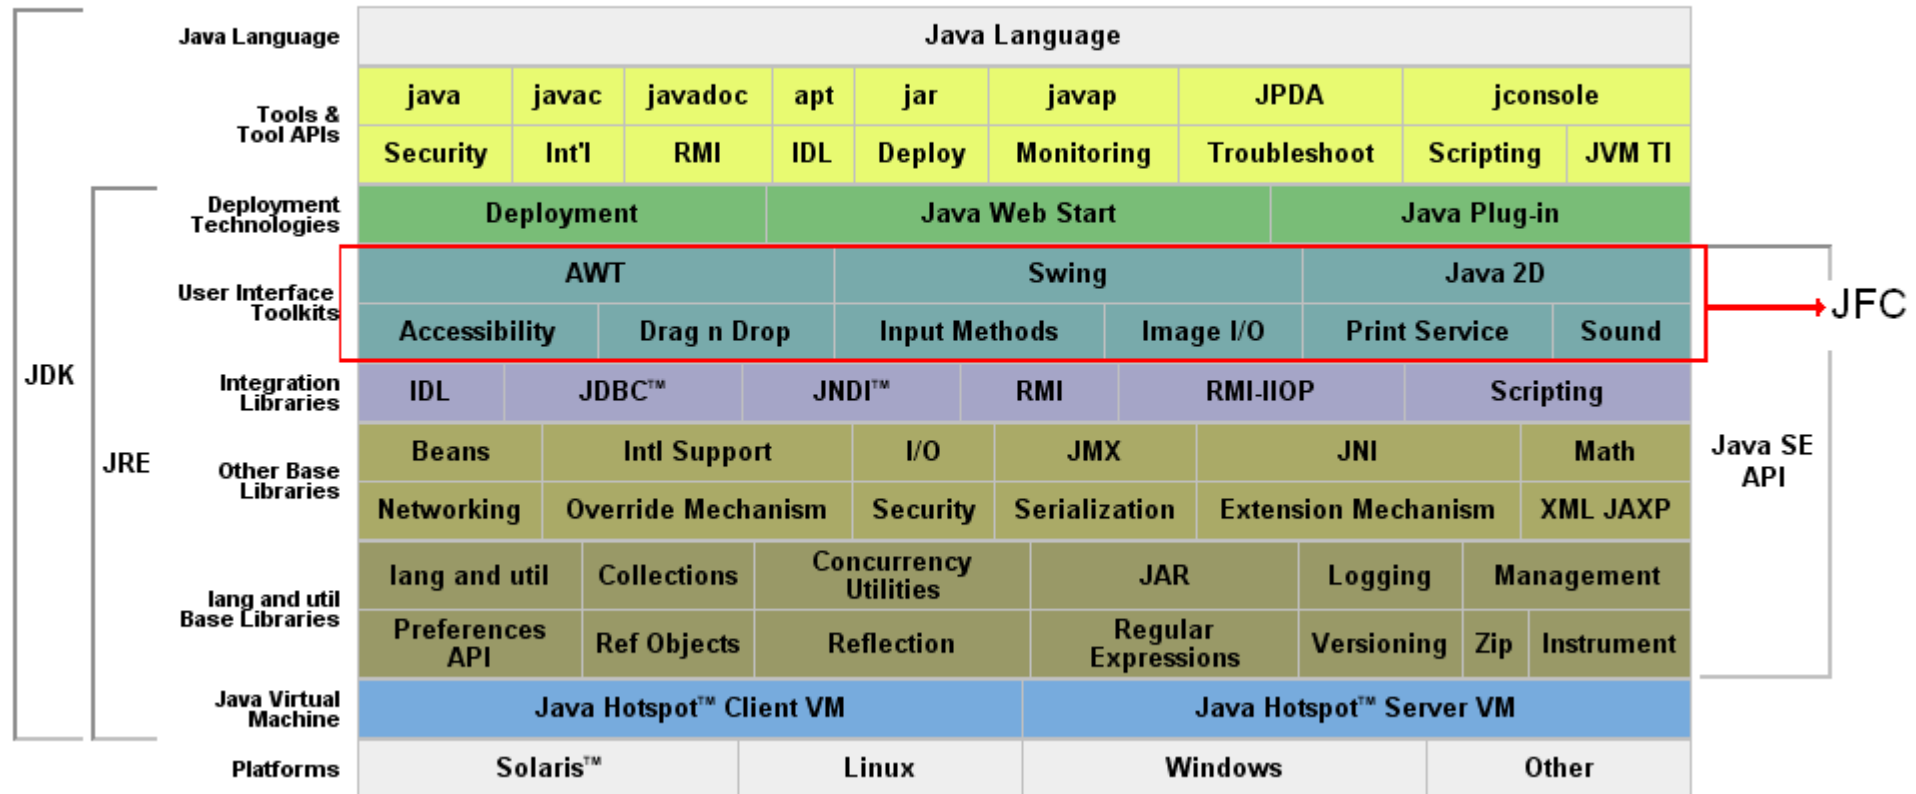 Java Language
Java Language
Tools &
Tool APIs
java javac javadoc apt jar javap JPDA jconsole
Security Int'l RMI IDL Deploy Monitoring Troubleshoot Scripting JVM TI
Deployment
Technologies
Deployment Java Web Start Java Plug-in
User Interface
Toolkits
AWT Swing Java 2D
Accessibility Drag n Drop Input Methods Image I/O Print Service Sound
JFC
Integration
Libraries
IDL JDBC™ JNDI™ RMI RMI-IIOP Scripting
JDK
JRE
Other Base
Libraries
Beans Intl Support I/O JMX JNI Math
Networking Override Mechanism Security Serialization Extension Mechanism XML JAXP
Java SE
API
lang and util
Base Libraries
lang and util Collections Concurrency Utilities JAR Logging Management
Preferences API Ref Objects Reflection Regular Expressions Versioning Zip Instrument
Java Virtual
Machine
Java Hotspot™ Client VM Java Hotspot™ Server VM
Platforms
Solaris™ Linux Windows Other